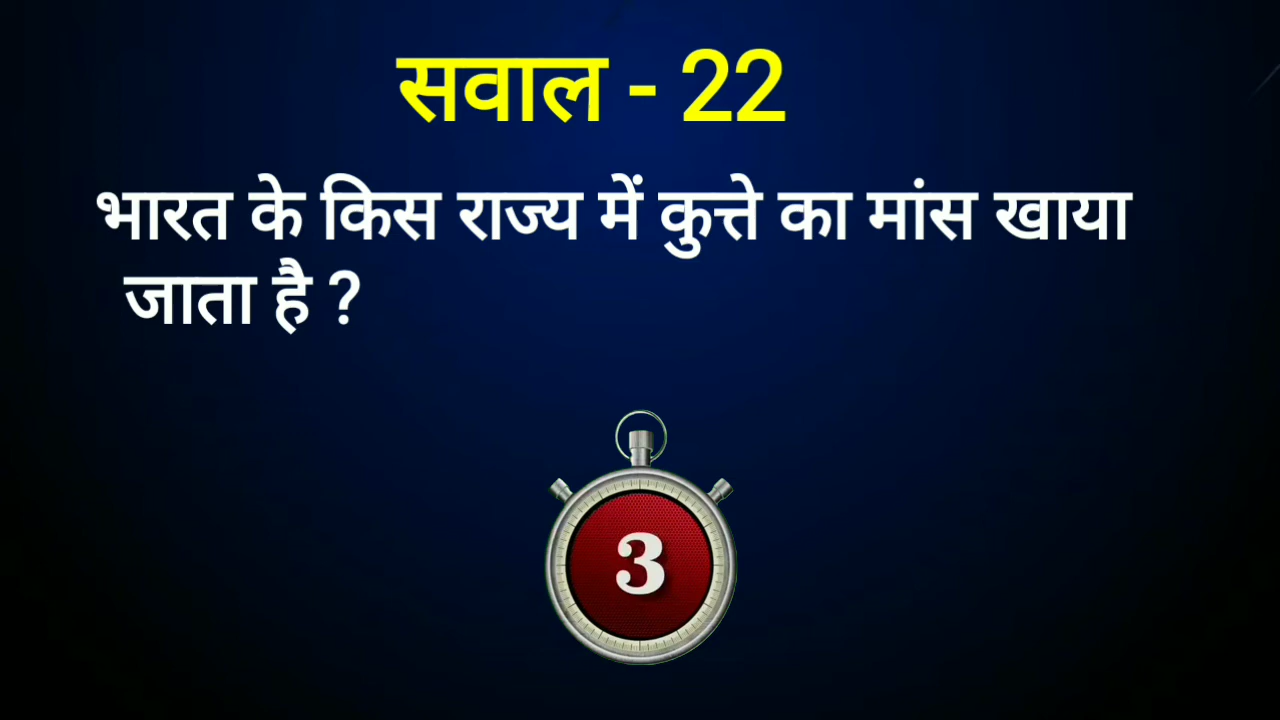 सवाल - 22
भारत के किस राज्य में कुत्ते का मांस खाया
जाता है ?
3